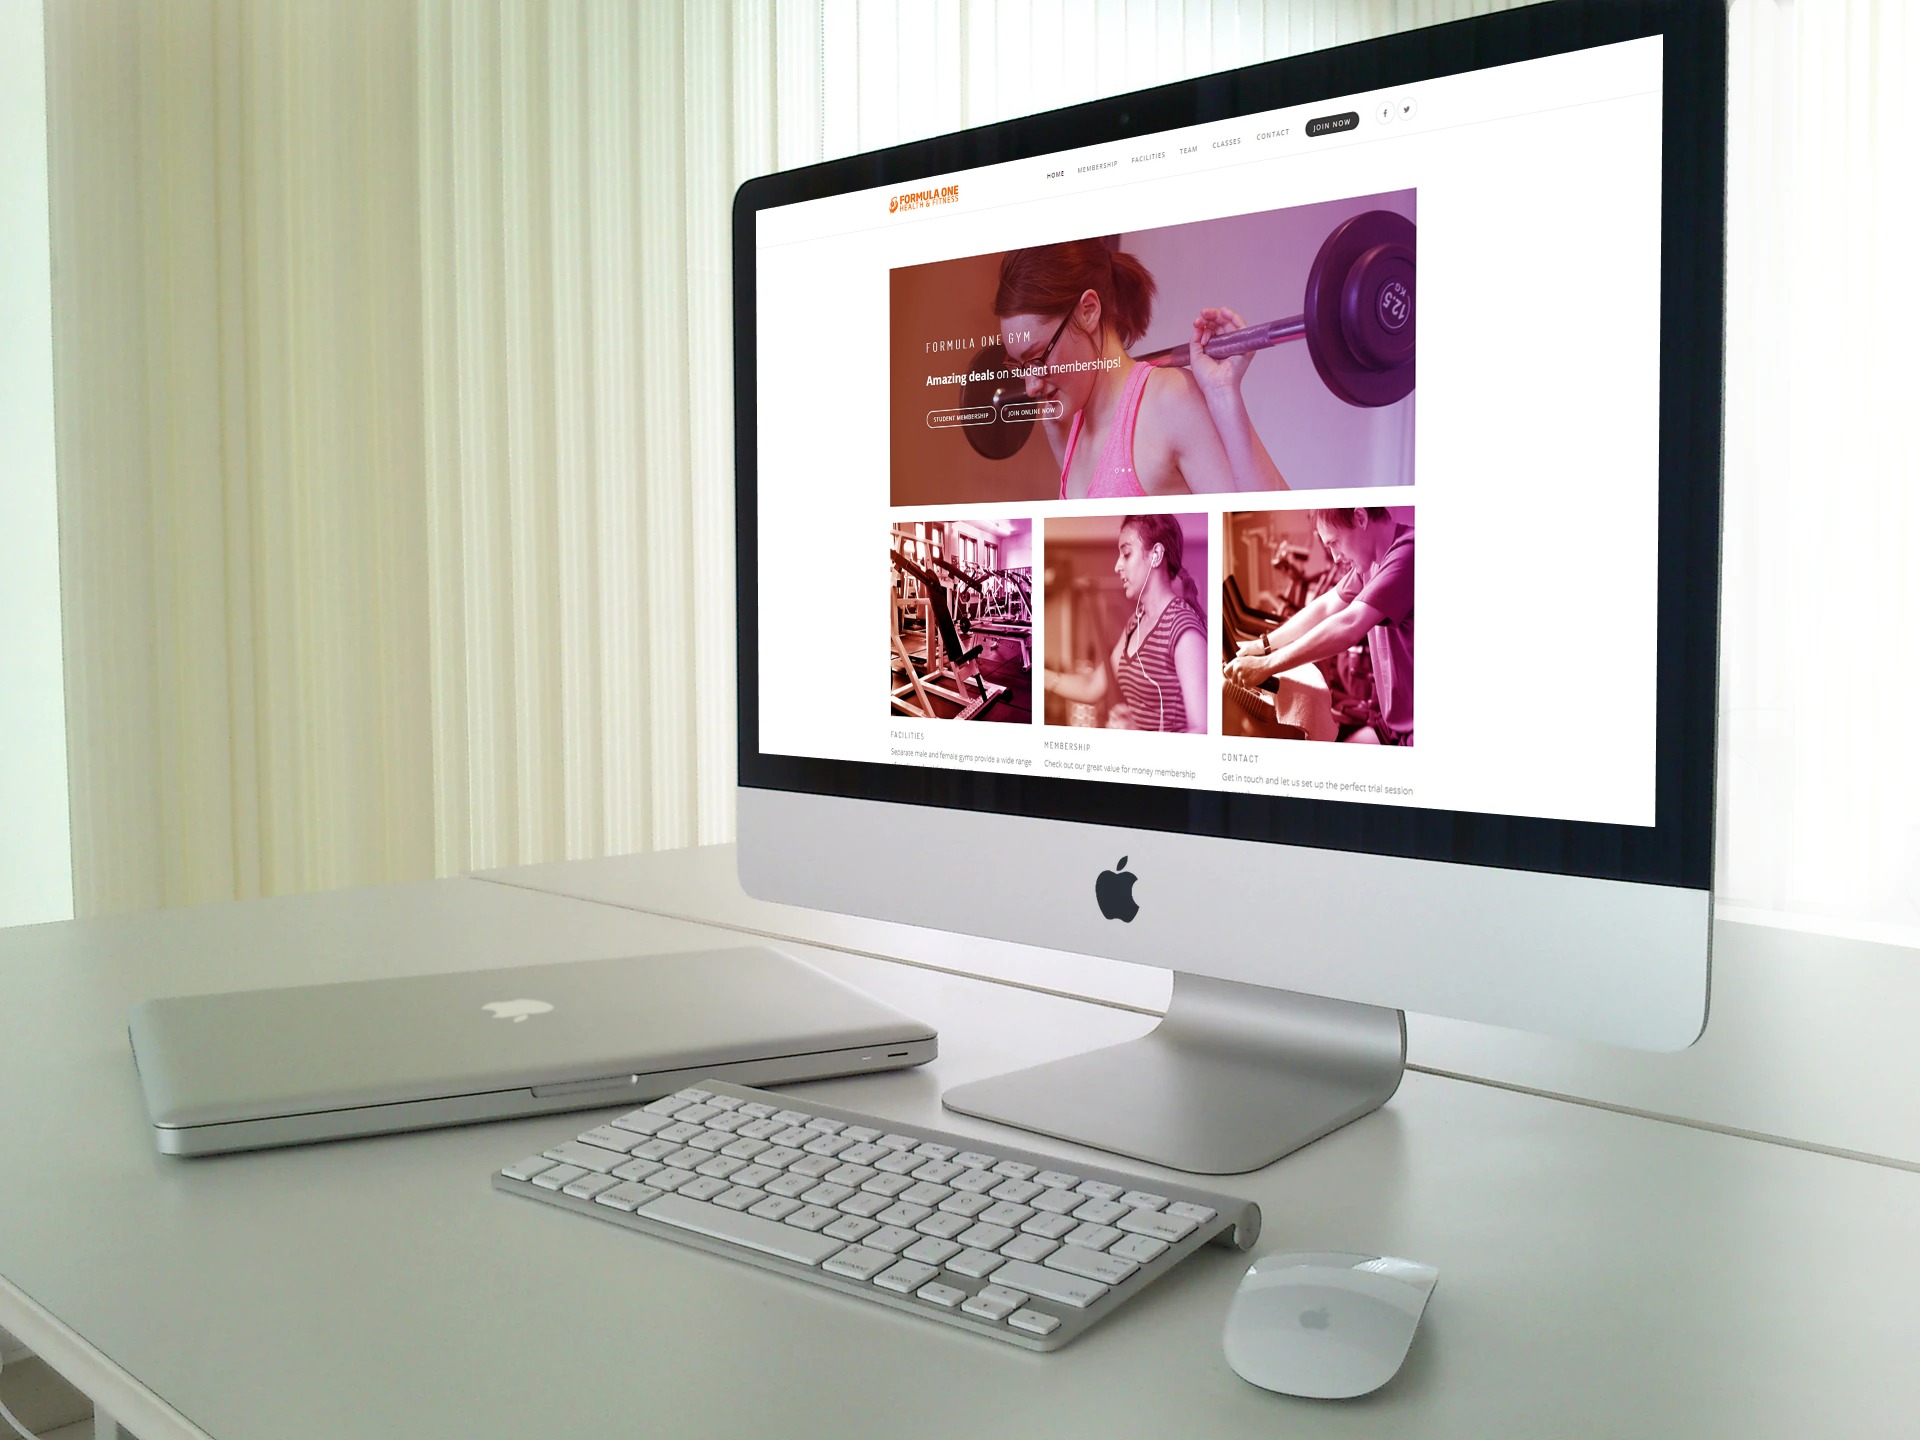 FORMULA ONE
HEALTH & FITNESS
HOME MEMBERSHIP FACILITIES TEAM CLASSES CONTACT JOIN NOW
FORMULA ONE GYM
Amazing deals on student memberships!
STUDENT MEMBERSHIP JOIN ONLINE NOW
12.5
KG
FACILITIES
Separate male and female gyms provide a wide range
MEMBERSHIP
Check out our great value for money membership
CONTACT
Get in touch and let us set up the perfect trial session